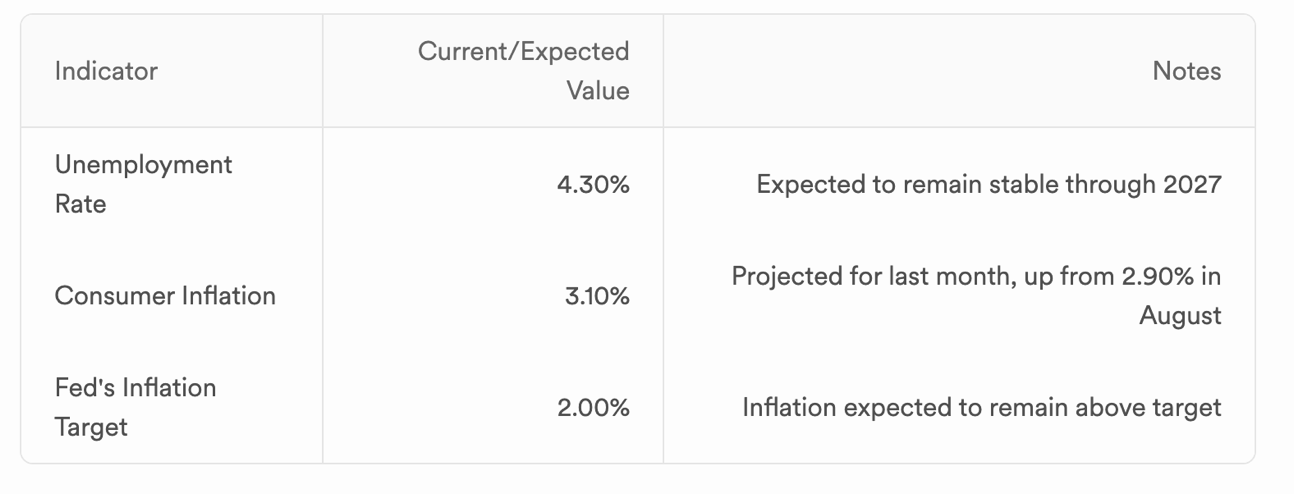 Indicator
Current/Expected
Value
Notes
Unemployment
Rate
4.30%
Expected to remain stable through 2027
Consumer Inflation
3.10%
Projected for last month, up from 2.90% in
August
Fed's Inflation
Target
2.00%
Inflation expected to remain above target